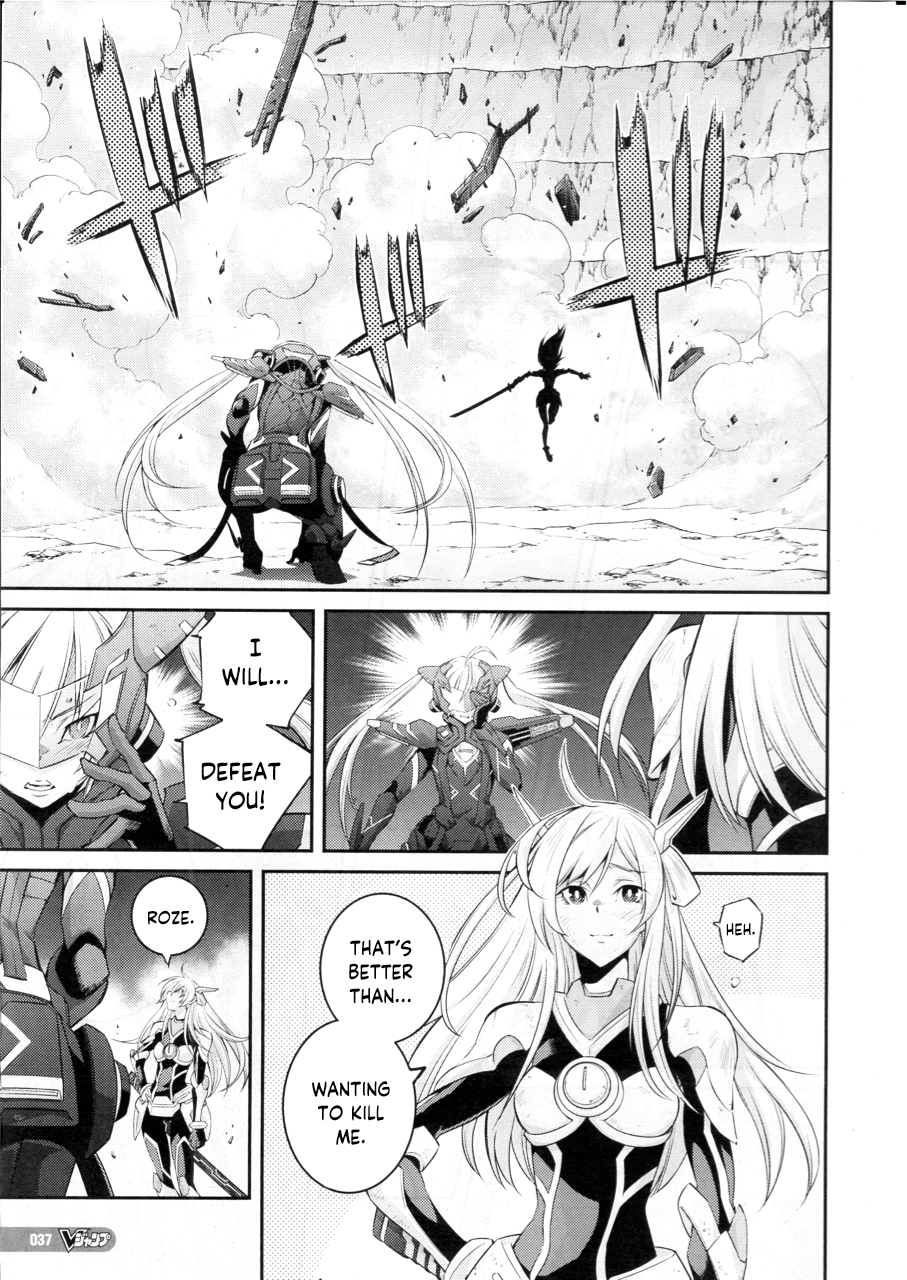 I
WILL...
DEFEAT
YOU!
HEH.
THAT'S
BETTER
THAN...
WANTING
TO KILL
ME.
ROZE.
037 Vジャンプ